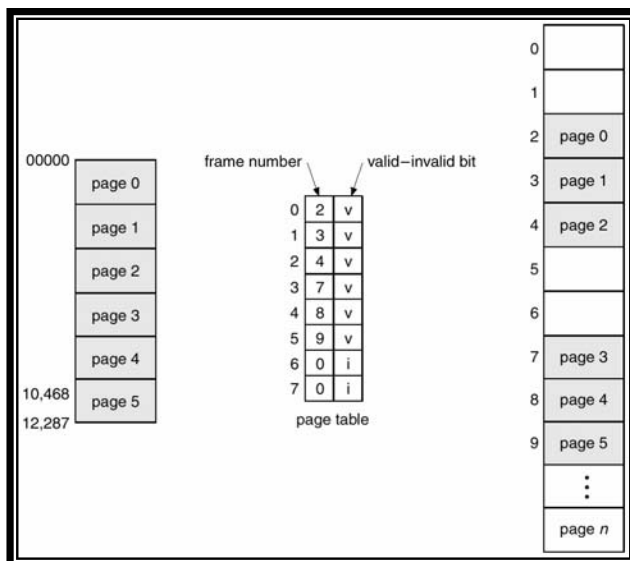 00000
page 0
page 1
page 2
page 3
page 4
10,468
page 5
12,287
frame number
valid–invalid bit
0 2 v
1 3 v
2 4 v
3 7 v
4 8 v
5 9 v
6 0 i
7 0 i
page table
0
1
2 page 0
3 page 1
4 page 2
5
6
7 page 3
8 page 4
9 page 5
⋮
page n